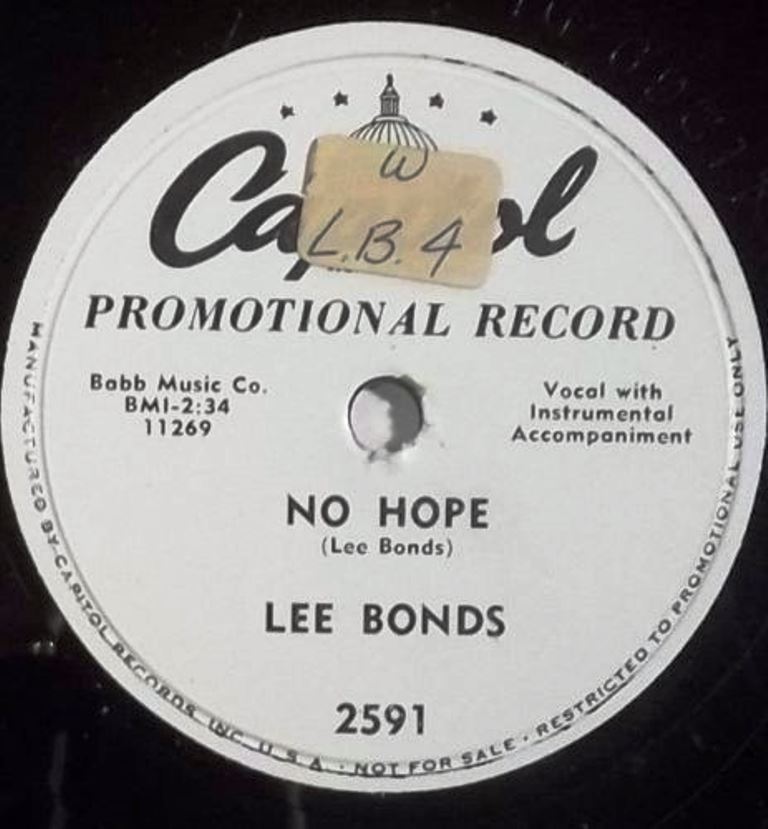 Capitol
W
L.B. 4
PROMOTIONAL RECORD
Babb Music Co.
BMI-2:34
11269
Vocal with
Instrumental
Accompaniment
NO HOPE
(Lee Bonds)
LEE BONDS
2591
MANUFACTURED BY CAPITOL RECORDS INC. U.S.A. · NOT FOR SALE · RESTRICTED TO PROMOTIONAL USE ONLY